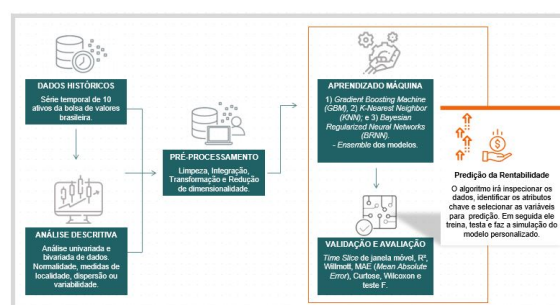 DADOS HISTÓRICOS
Série temporal de 10
ativos da bolsa de valores
brasileira.
ANÁLISE DESCRITIVA
Análise univariada e
bivariada de dados.
Normalidade, medidas de
localidade, dispersão ou
variabilidade.
PRÉ-PROCESSAMENTO
Limpeza, Integração,
Transformação e Redução
de dimensionalidade.
APRENDIZADO MÁQUINA
1) Gradient Boosting Machine
(GBM), 2) K-Nearest Neighbor
(KNN); e 3) Bayesian
Regularized Neural Networks
(BRNN).
- Ensemble dos modelos.
VALIDAÇÃO E AVALIAÇÃO
Time Slice de janela móvel, R²,
Willmott, MAE (Mean Absolute
Error), Curtose, Wilcoxon e
teste F.
Predição da Rentabilidade
O algoritmo irá inspecionar os
dados, identificar os atributos
chave e selecionar as variáveis
para predição. Em seguida ele
treina, testa e faz a simulação do
modelo personalizado.